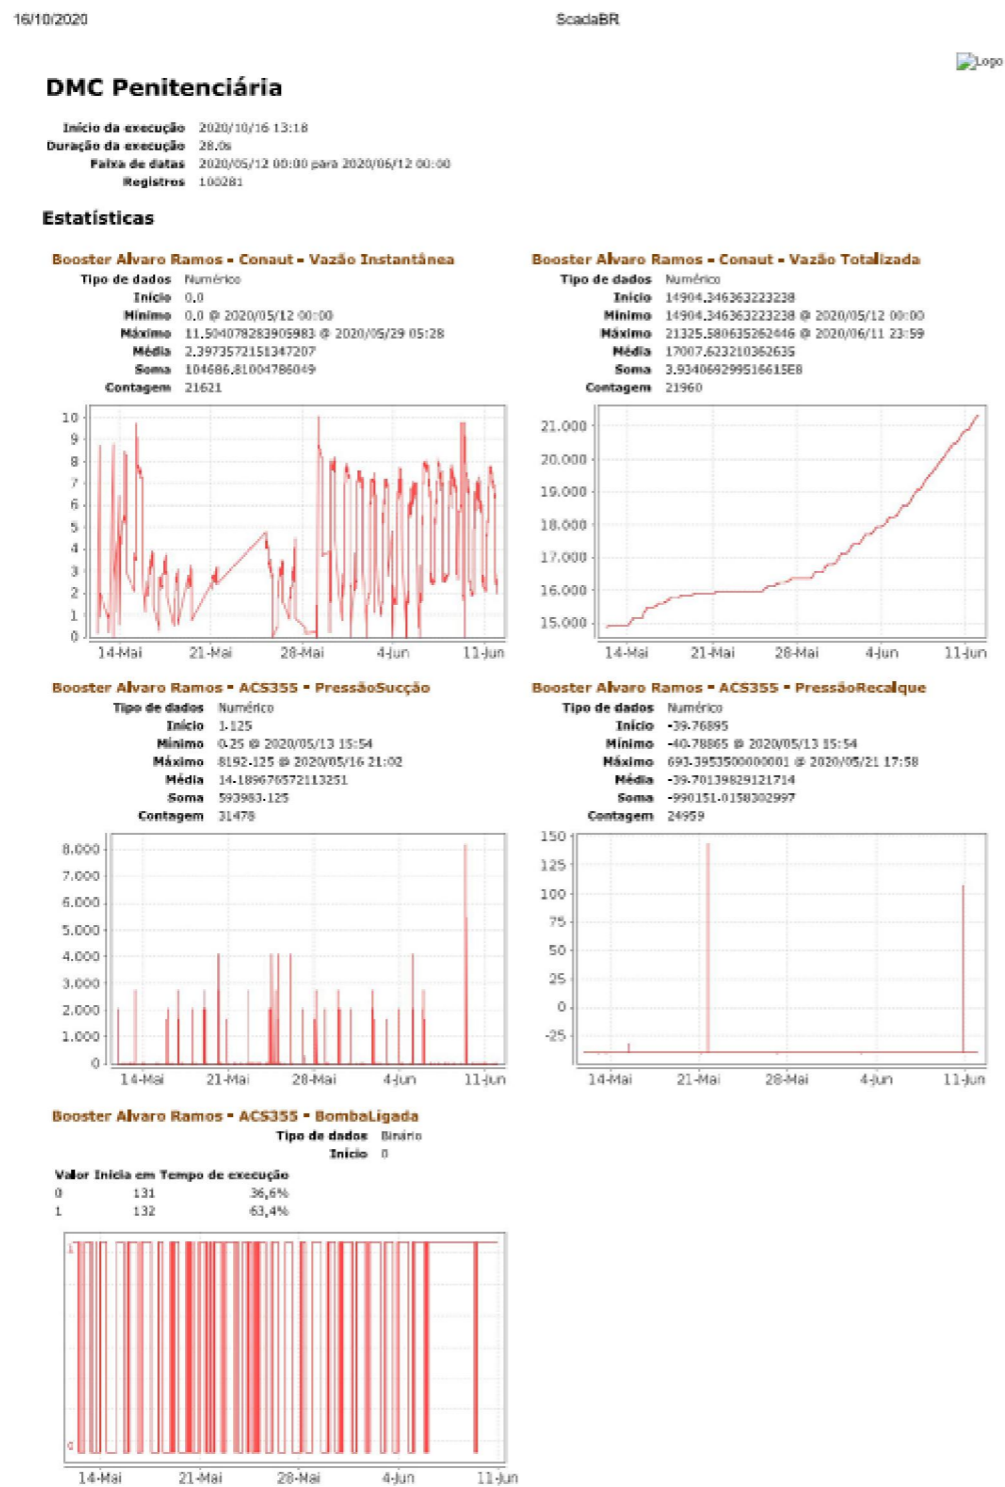 16/10/2020 ScadaBR
Logo
DMC Penitenciária
Início da execução 2020/10/16 13:18
Duração da execução 28.0s
Faixa de datas 2020/05/12 00:00 para 2020/06/12 00:00
Registros 100281
Estatísticas
Booster Alvaro Ramos - Conaut - Vazão Instantânea
Tipo de dados Numérico
Início 0.0
Mínimo 0.0 @ 2020/05/12 00:00
Máximo 11.504078283905983 @ 2020/05/29 05:28
Média 2.3973572151347207
Soma 104686.81004786049
Contagem 21621
10
9
8
7
6
5
4
3
2
1
0
14-Mai 21-Mai 28-Mai 4-Jun 11-Jun
Booster Alvaro Ramos - Conaut - Vazão Totalizada
Tipo de dados Numérico
Início 14904.346363223238
Mínimo 14904.346363223238 @ 2020/05/12 00:00
Máximo 21325.580635262446 @ 2020/06/11 23:59
Média 17007.623210362635
Soma 3.934069299516615E8
Contagem 21960
21.000
20.000
19.000
18.000
17.000
16.000
15.000
14-Mai 21-Mai 28-Mai 4-Jun 11-Jun
Booster Alvaro Ramos - ACS355 - PressãoSucção
Tipo de dados Numérico
Início 1.125
Mínimo 0.25 @ 2020/05/13 15:54
Máximo 8192.125 @ 2020/05/16 21:02
Média 14.189676572113251
Soma 593983.125
Contagem 31478
8.000
7.000
6.000
5.000
4.000
3.000
2.000
1.000
0
14-Mai 21-Mai 28-Mai 4-Jun 11-Jun
Booster Alvaro Ramos - ACS355 - PressãoRecalque
Tipo de dados Numérico
Início -39.76895
Mínimo -40.78865 @ 2020/05/13 15:54
Máximo 693.3953500000001 @ 2020/05/21 17:58
Média -39.70139829121714
Soma -990151.0158302997
Contagem 24959
150
125
100
75
50
25
0
-25
14-Mai 21-Mai 28-Mai 4-Jun 11-Jun
Booster Alvaro Ramos - ACS355 - BombaLigada
Tipo de dados Binário
Início 0
Valor Inicia em Tempo de execução
0 131 36,6%
1 132 63,4%
1
0
14-Mai 21-Mai 28-Mai 4-Jun 11-Jun